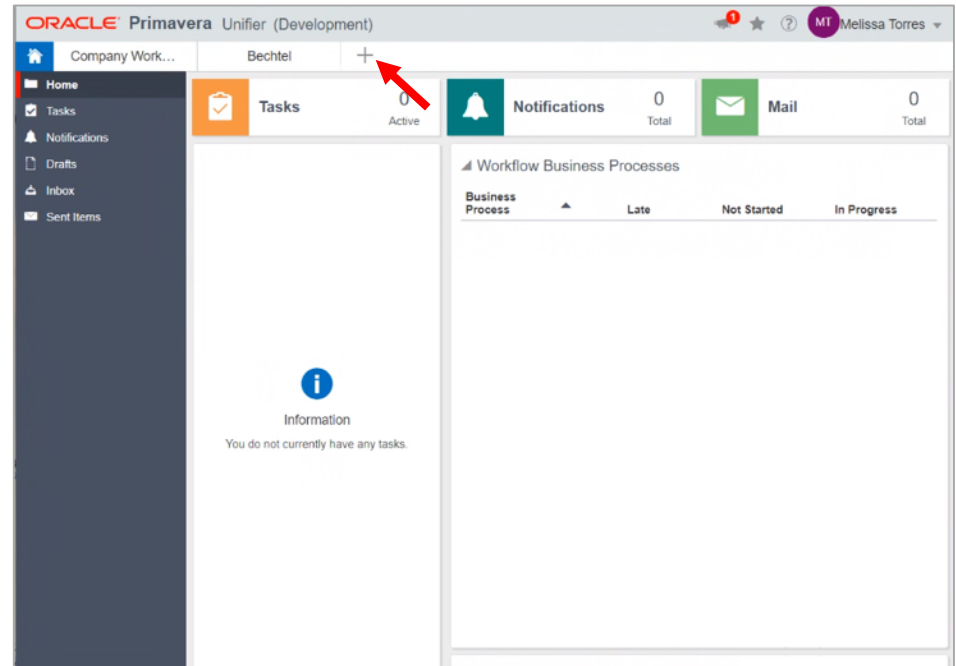 ORACLE Primavera Unifier (Development)
1
?
MT Melissa Torres
Company Work...
Bechtel
Home
Tasks
Notifications
Drafts
Inbox
Sent Items
Tasks
0
Active
Notifications
0
Total
Mail
0
Total
Workflow Business Processes
Business
Process
Late
Not Started
In Progress
i
Information
You do not currently have any tasks.